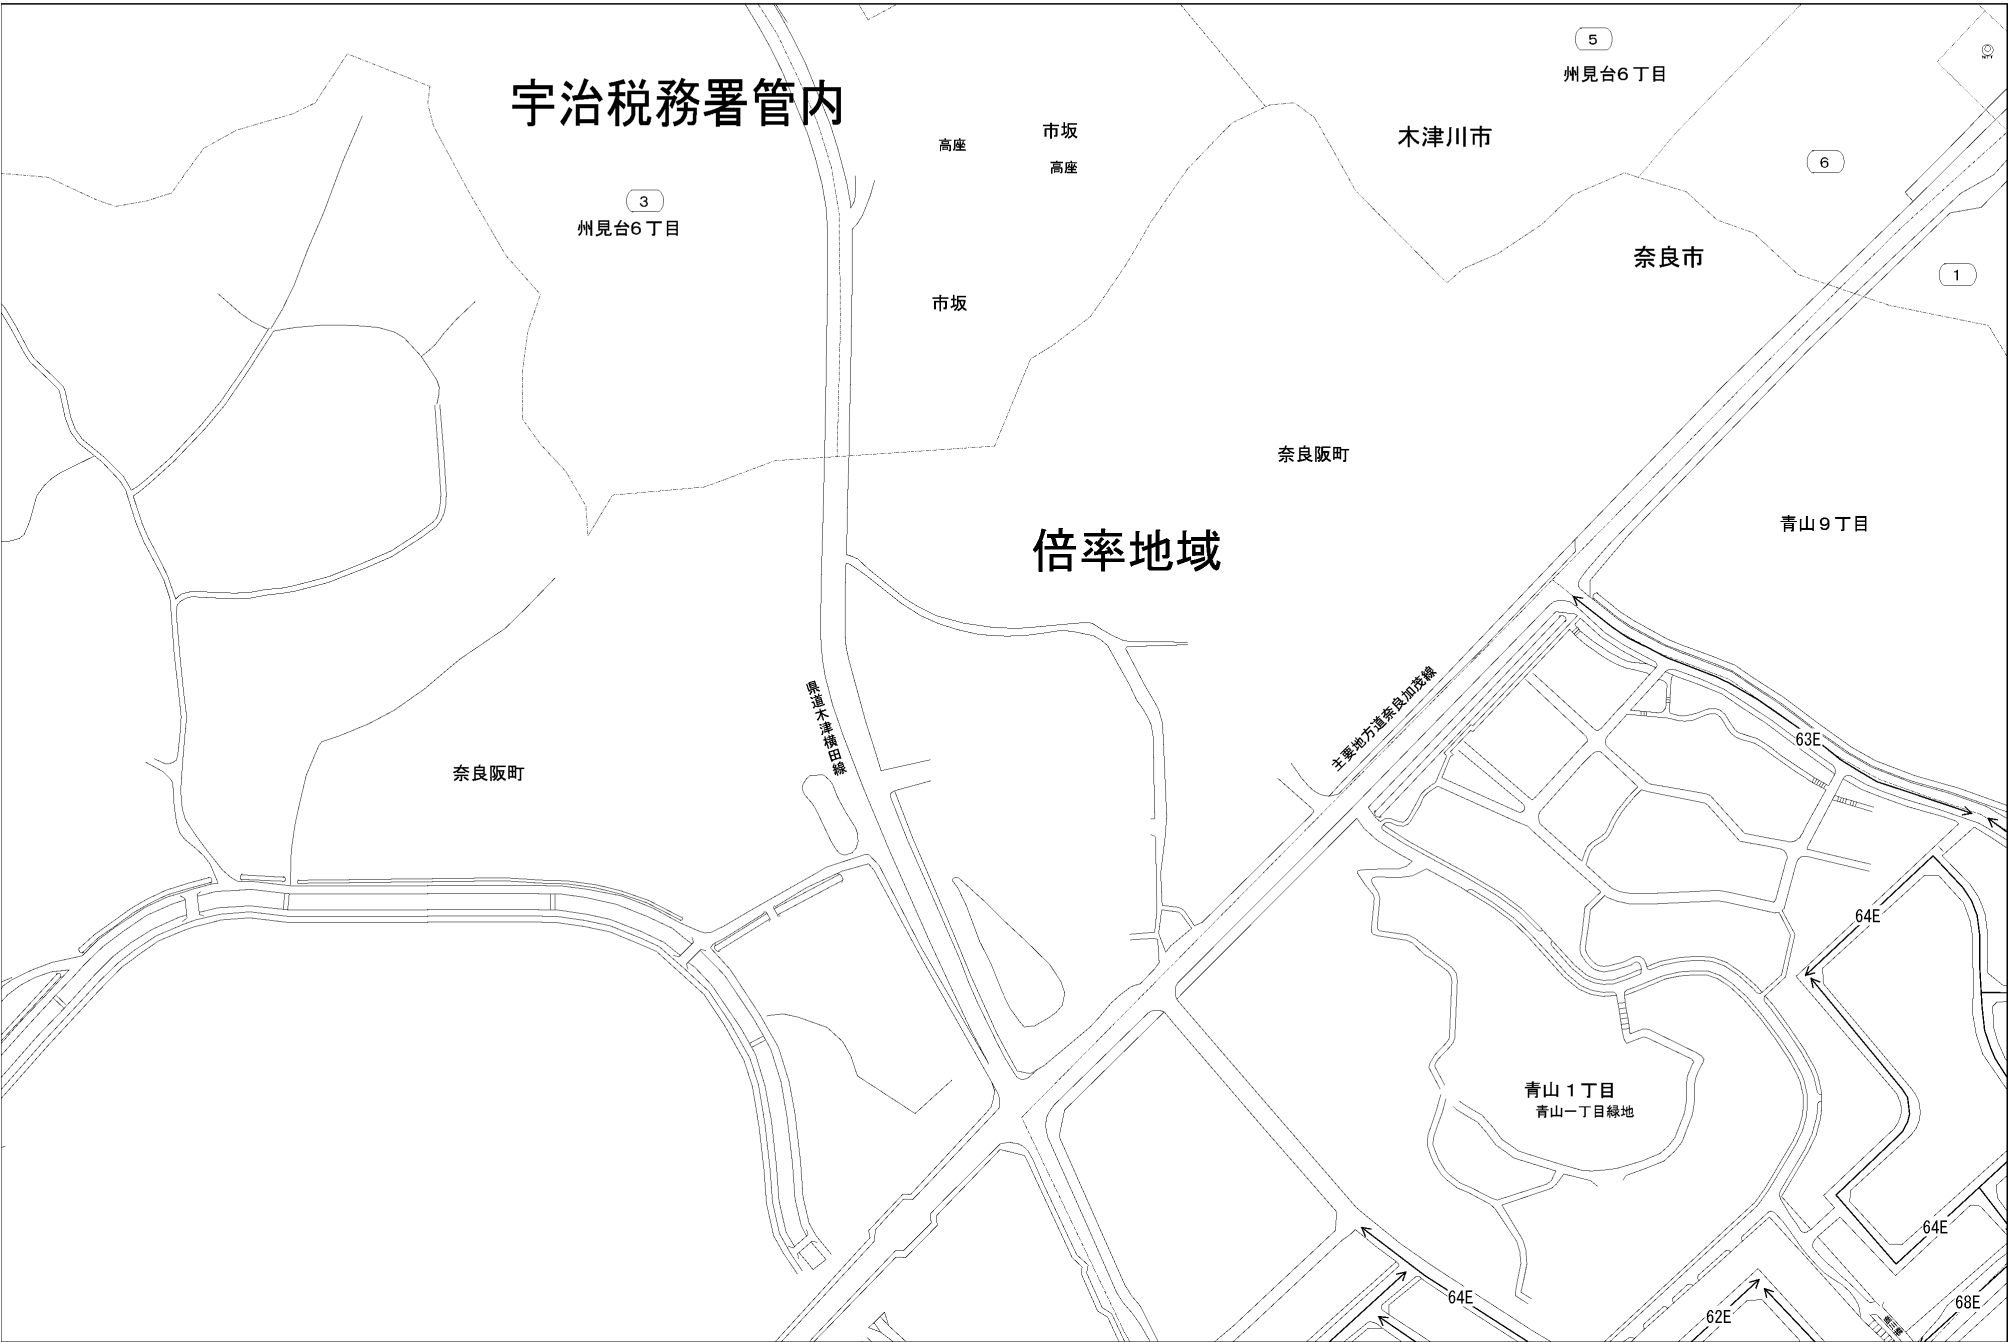 5
州見台6丁目
宇治税務署管内
市坂
高座
木津川市
高座
6
3
州見台6丁目
奈良市
1
市坂
奈良阪町
青山9丁目
倍率地域
主要地方道奈良加茂線
県道木津横田線
63E
奈良阪町
64E
青山1丁目
青山一丁目緑地
64E
64E
62E
68E